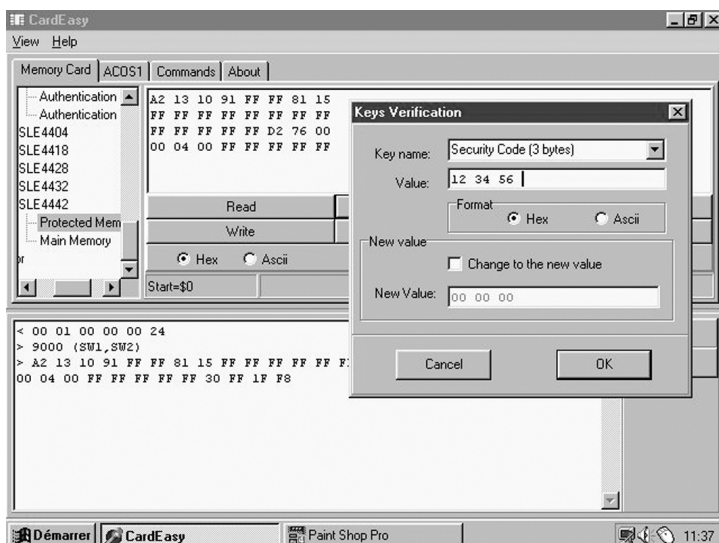 CardEasy
View Help
Memory Card ACOS1 Commands About
Authentication
Authentication
SLE4404
SLE4418
SLE4428
SLE4432
SLE4442
Protected Mem
Main Memory
or
A2 13 10 91 FF FF 81 15
FF FF FF FF FF FF FF FF
FF FF FF FF FF D2 76 00
00 04 00 FF FF FF FF FF
Read
Write
Hex Ascii
Start=$0
Keys Verification
Key name: Security Code (3 bytes)
Value: 12 34 56
Format
Hex Ascii
New value
Change to the new value
New Value: 00 00 00
Cancel OK
< 00 01 00 00 00 24
> 9000 (SW1,SW2)
> A2 13 10 91 FF FF 81 15 FF FF FF FF FF
00 04 00 FF FF FF FF FF 30 FF 1F F8
Démarrer CardEasy Paint Shop Pro 11:37